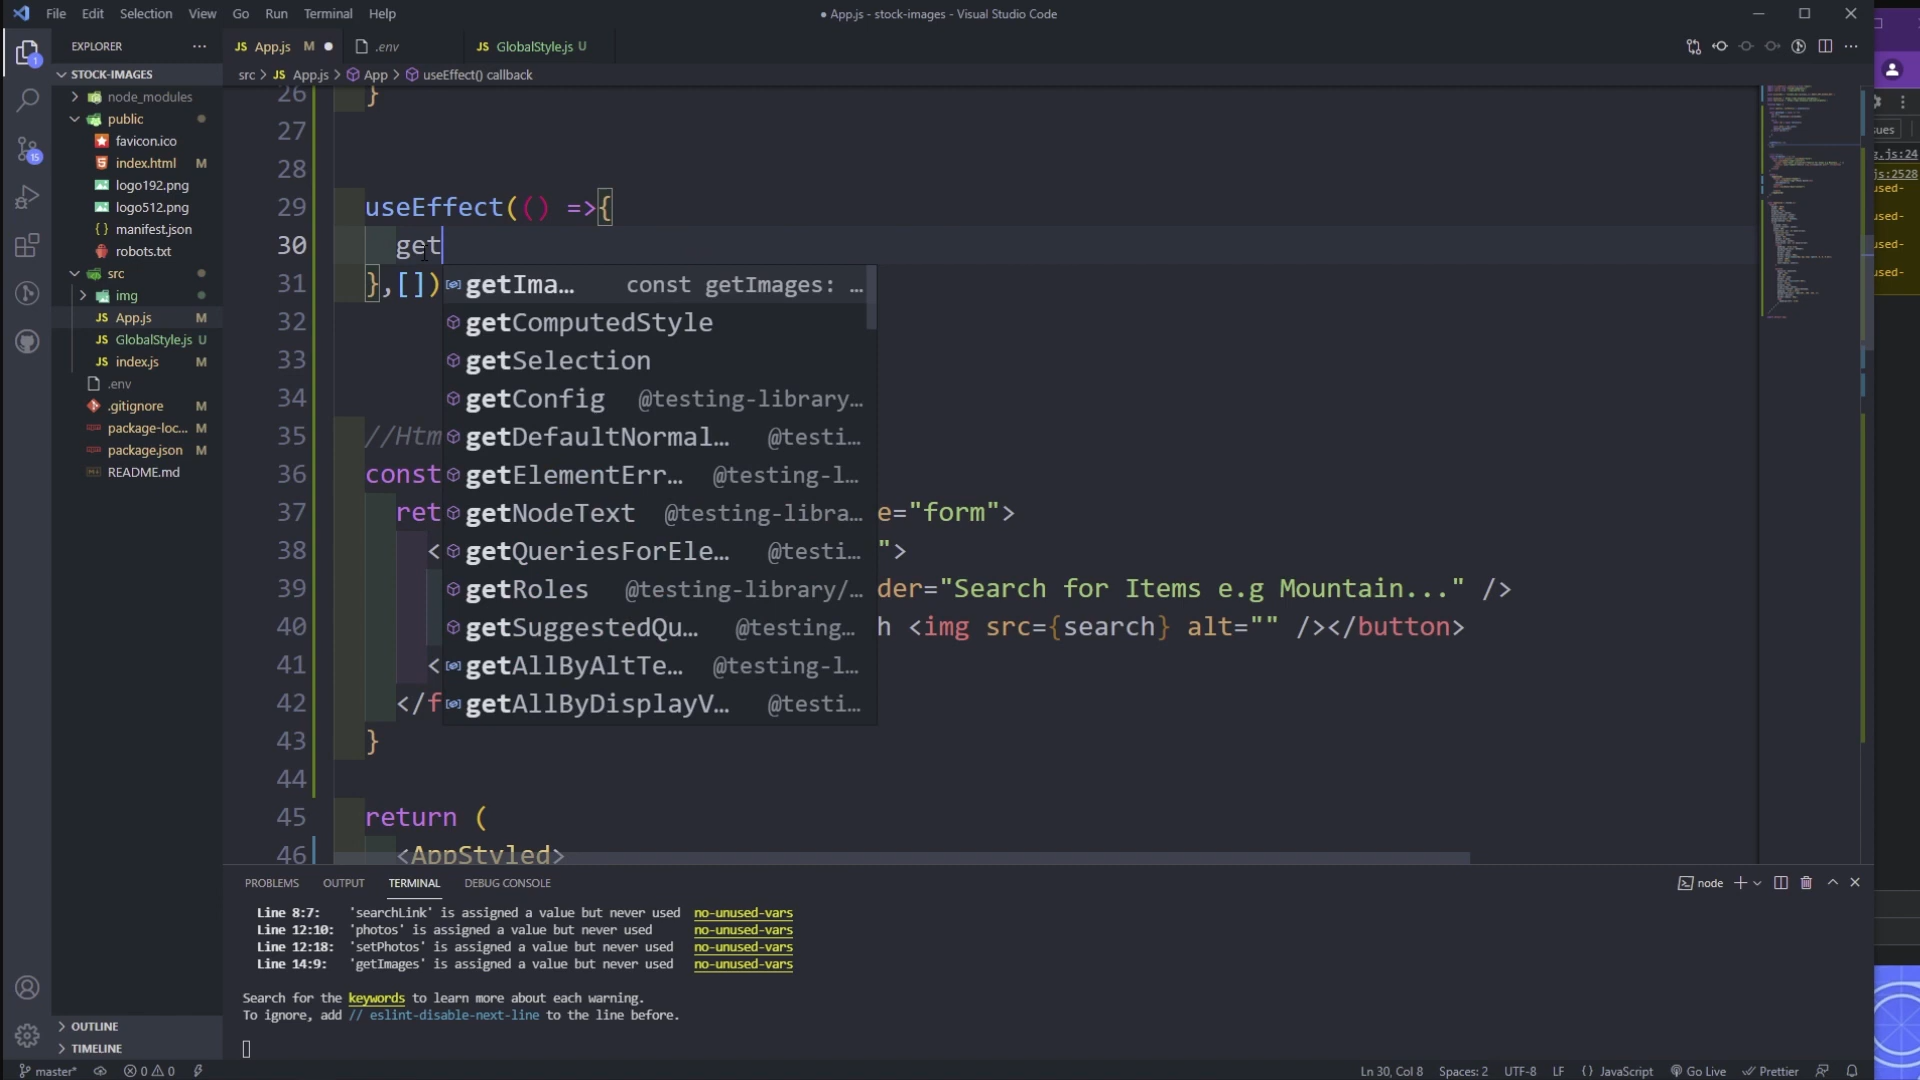 File Edit Selection View Go Run Terminal Help
● App.js - stock-images - Visual Studio Code
EXPLORER ...
JS App.js M ●
.env
JS GlobalStyle.js U
STOCK-IMAGES
src > JS App.js > App > useEffect() callback
node_modules
public
favicon.ico
index.html M
logo192.png
logo512.png
manifest.json
robots.txt
src
img
JS App.js M
JS GlobalStyle.js U
JS index.js M
.env
.gitignore M
package-loc... M
package.json M
README.md
OUTLINE
TIMELINE
1
15
26 }
27
28
29 useEffect(() =>{
30 get
31 },[])
32
33
34
35 //Htm
36 const
37 ret e="form">
38 < ">
39 der="Search for Items e.g Mountain..." />
40 h <img src={search} alt="" /></button>
41 <
42 </f
43 }
44
45 return (
46 <AppStyled>
getIma... const getImages: ...
getComputedStyle
getSelection
getConfig @testing-library...
getDefaultNormal... @testi...
getElementErr... @testing-l...
getNodeText @testing-libra...
getQueriesForEle... @testi...
getRoles @testing-library/...
getSuggestedQu... @testing...
getAllByAltTe... @testing-l...
getAllByDisplayV... @testi...
PROBLEMS OUTPUT TERMINAL DEBUG CONSOLE
node
Line 8:7: 'searchLink' is assigned a value but never used no-unused-vars
Line 12:10: 'photos' is assigned a value but never used no-unused-vars
Line 12:18: 'setPhotos' is assigned a value but never used no-unused-vars
Line 14:9: 'getImages' is assigned a value but never used no-unused-vars
Search for the keywords to learn more about each warning.
To ignore, add // eslint-disable-next-line to the line before.
master* 0 0
Ln 30, Col 8 Spaces: 2 UTF-8 LF {} JavaScript Go Live Prettier
ues
g.js:24
js:2528
used-
used-
used-
used-